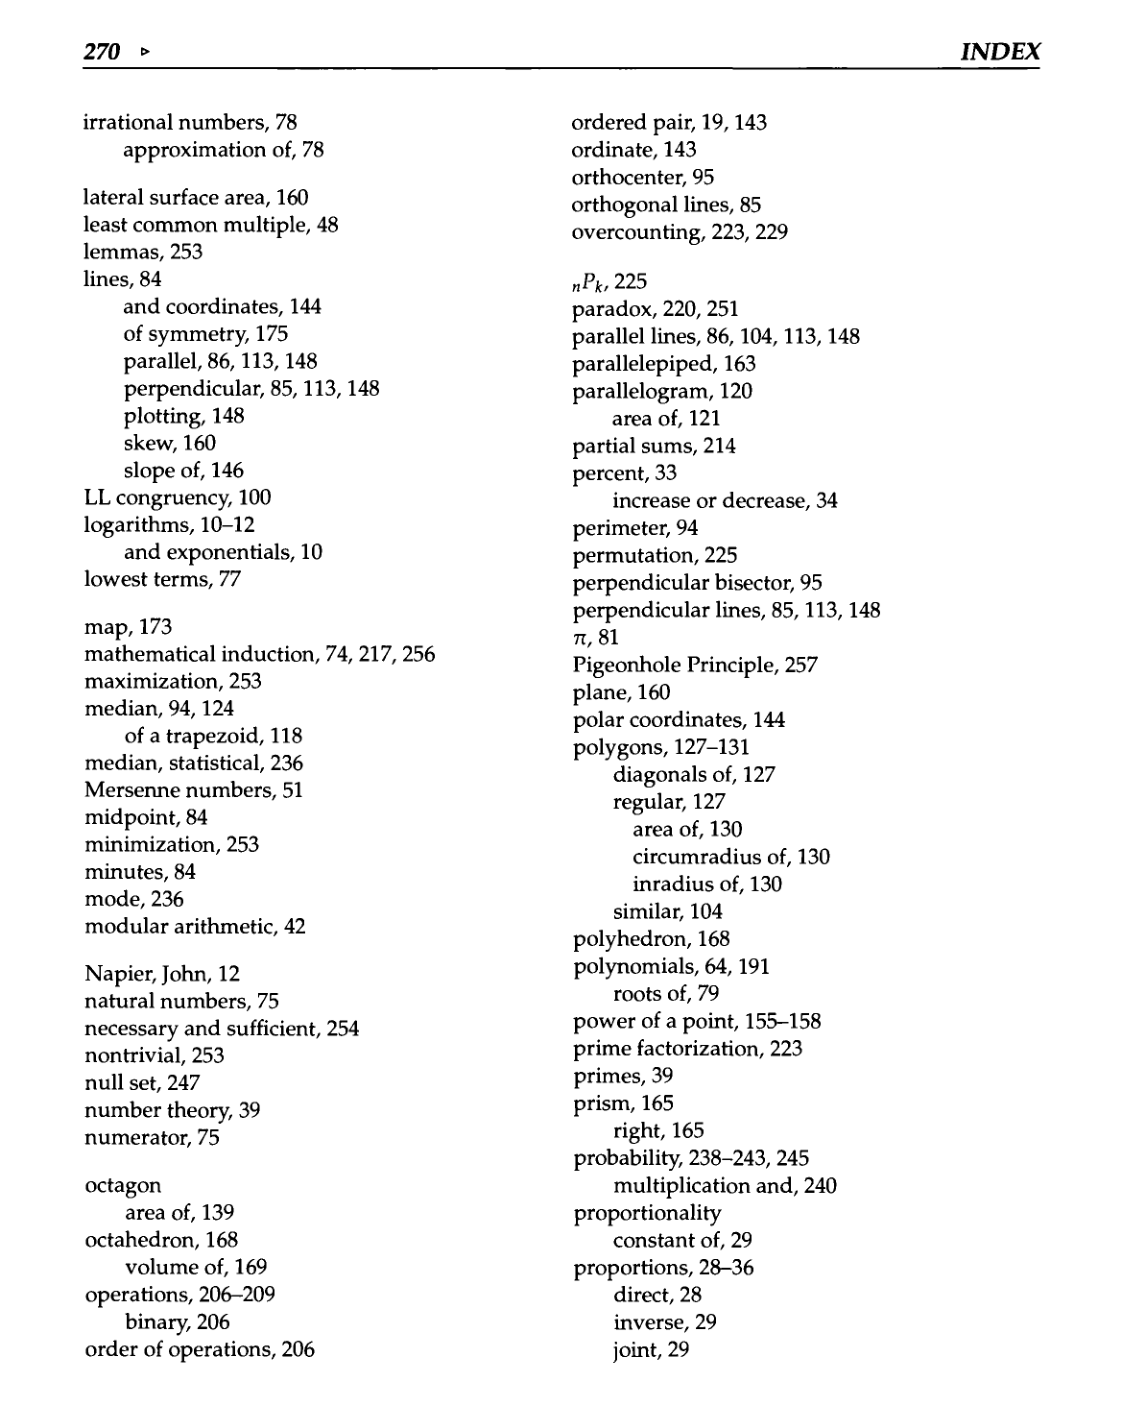 270 ▹ INDEX
irrational numbers, 78
approximation of, 78
lateral surface area, 160
least common multiple, 48
lemmas, 253
lines, 84
and coordinates, 144
of symmetry, 175
parallel, 86, 113, 148
perpendicular, 85, 113, 148
plotting, 148
skew, 160
slope of, 146
LL congruency, 100
logarithms, 10–12
and exponentials, 10
lowest terms, 77
map, 173
mathematical induction, 74, 217, 256
maximization, 253
median, 94, 124
of a trapezoid, 118
median, statistical, 236
Mersenne numbers, 51
midpoint, 84
minimization, 253
minutes, 84
mode, 236
modular arithmetic, 42
Napier, John, 12
natural numbers, 75
necessary and sufficient, 254
nontrivial, 253
null set, 247
number theory, 39
numerator, 75
octagon
area of, 139
octahedron, 168
volume of, 169
operations, 206–209
binary, 206
order of operations, 206
ordered pair, 19, 143
ordinate, 143
orthocenter, 95
orthogonal lines, 85
overcounting, 223, 229
nPk, 225
paradox, 220, 251
parallel lines, 86, 104, 113, 148
parallelepiped, 163
parallelogram, 120
area of, 121
partial sums, 214
percent, 33
increase or decrease, 34
perimeter, 94
permutation, 225
perpendicular bisector, 95
perpendicular lines, 85, 113, 148
π, 81
Pigeonhole Principle, 257
plane, 160
polar coordinates, 144
polygons, 127–131
diagonals of, 127
regular, 127
area of, 130
circumradius of, 130
inradius of, 130
similar, 104
polyhedron, 168
polynomials, 64, 191
roots of, 79
power of a point, 155–158
prime factorization, 223
primes, 39
prism, 165
right, 165
probability, 238–243, 245
multiplication and, 240
proportionality
constant of, 29
proportions, 28–36
direct, 28
inverse, 29
joint, 29